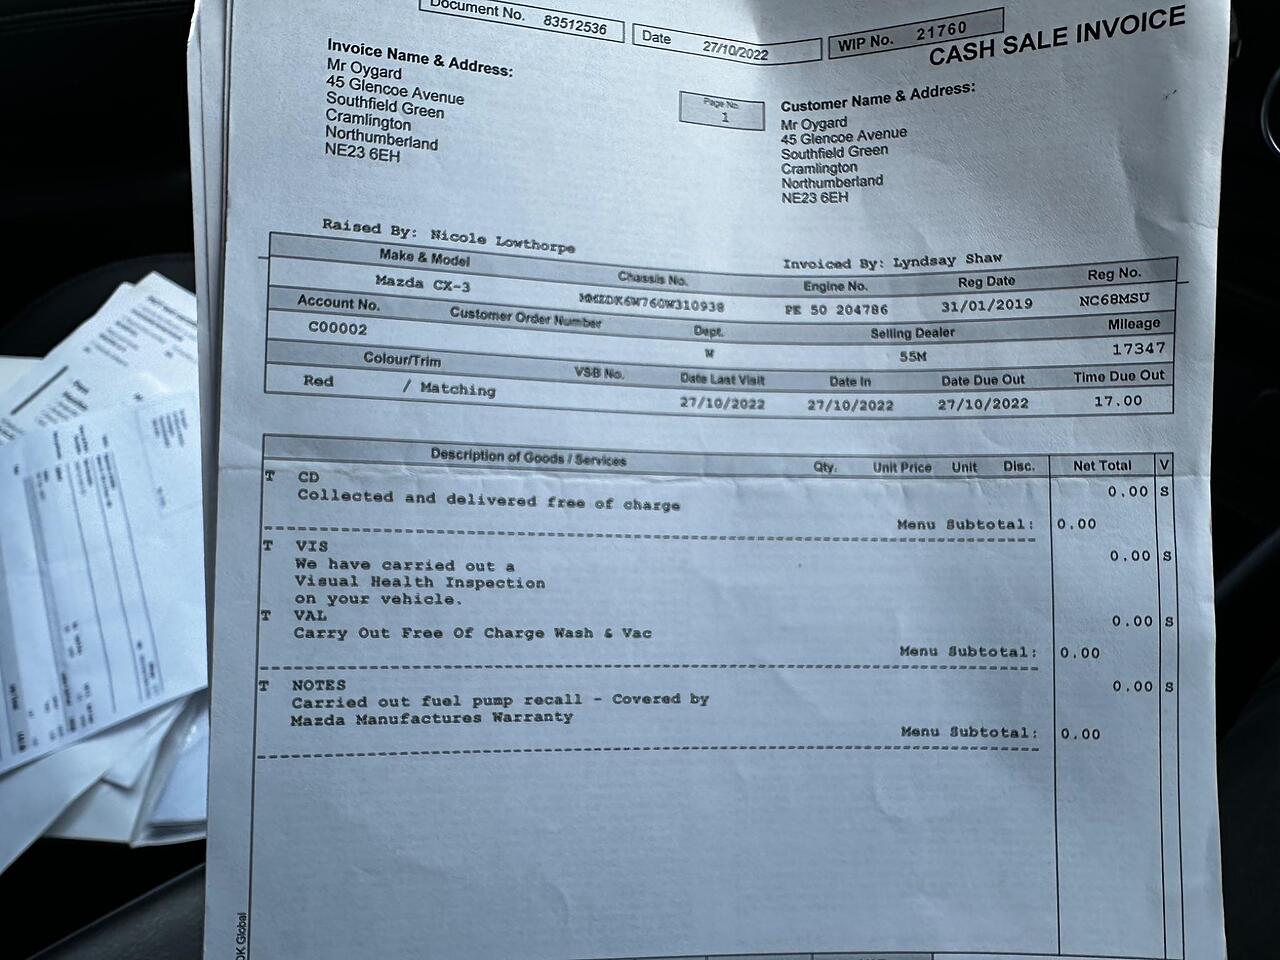 Document No. 83512536
Date 27/10/2022
WIP No. 21760
CASH SALE INVOICE
Invoice Name & Address:
Mr Oygard
45 Glencoe Avenue
Southfield Green
Cramlington
Northumberland
NE23 6EH
Page No.
1
Customer Name & Address:
Mr Oygard
45 Glencoe Avenue
Southfield Green
Cramlington
Northumberland
NE23 6EH
Raised By: Nicole Lowthorpe
Invoiced By: Lyndsay Shaw
Make & Model Chassis No. Engine No. Reg Date Reg No.
Mazda CX-3 PE 50 204786 31/01/2019 NC68MSU
Account No. Customer Order Number Dept. Selling Dealer Mileage
C00002 W 55M 17347
Colour/Trim VSB No. Date Last Visit Date In Date Due Out Time Due Out
Red / Matching 27/10/2022 27/10/2022 27/10/2022 17.00
Description of Goods / Services Qty. Unit Price Unit Disc. Net Total V
T CD 0.00 S
Collected and delivered free of charge
Menu Subtotal: 0.00
T VIS 0.00 S
We have carried out a
Visual Health Inspection
on your vehicle.
T VAL 0.00 S
Carry Out Free Of Charge Wash & Vac
Menu Subtotal: 0.00
T NOTES 0.00 S
Carried out fuel pump recall - Covered by
Mazda Manufactures Warranty
Menu Subtotal: 0.00
Global